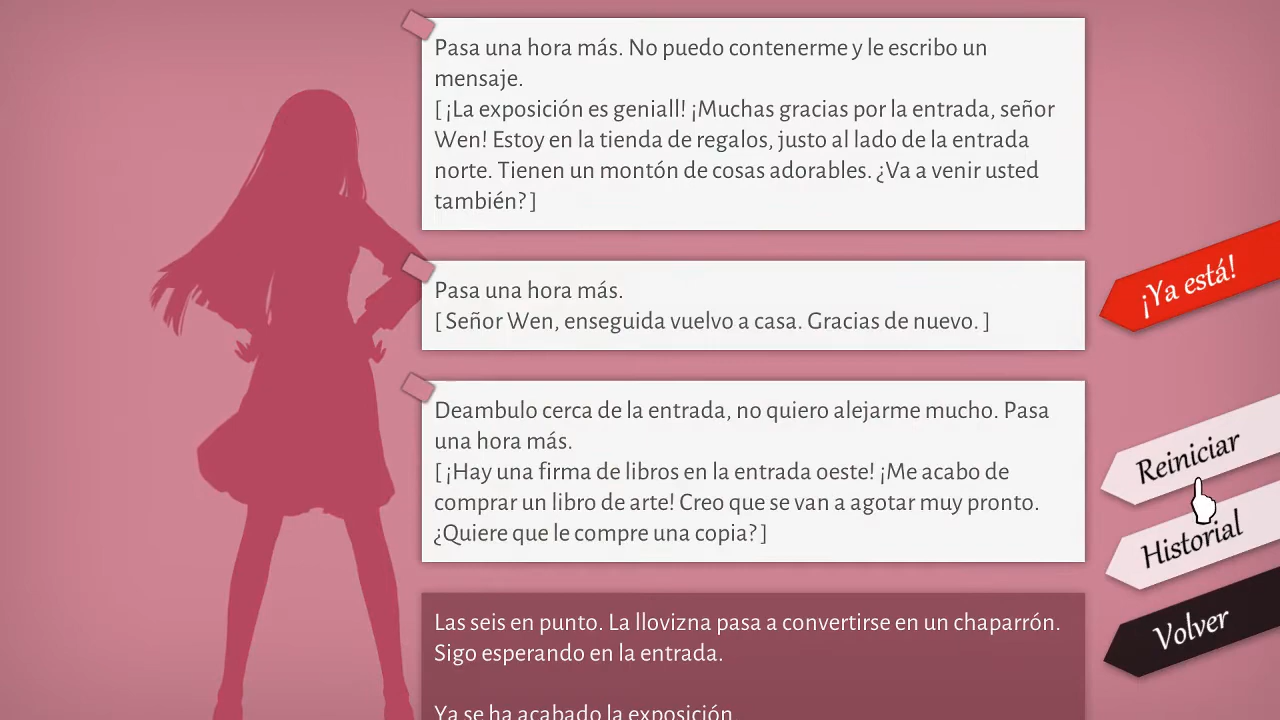 Pasa una hora más. No puedo contenerme y le escribo un
mensaje.
[ ¡La exposición es geniall! ¡Muchas gracias por la entrada, señor
Wen! Estoy en la tienda de regalos, justo al lado de la entrada
norte. Tienen un montón de cosas adorables. ¿Va a venir usted
también? ]
Pasa una hora más.
[ Señor Wen, enseguida vuelvo a casa. Gracias de nuevo. ]
Deambulo cerca de la entrada, no quiero alejarme mucho. Pasa
una hora más.
[ ¡Hay una firma de libros en la entrada oeste! ¡Me acabo de
comprar un libro de arte! Creo que se van a agotar muy pronto.
¿Quiere que le compre una copia? ]
Las seis en punto. La llovizna pasa a convertirse en un chaparrón.
Sigo esperando en la entrada.
Ya se ha acabado la exposición
¡Ya está!
Reiniciar
Historial
Volver